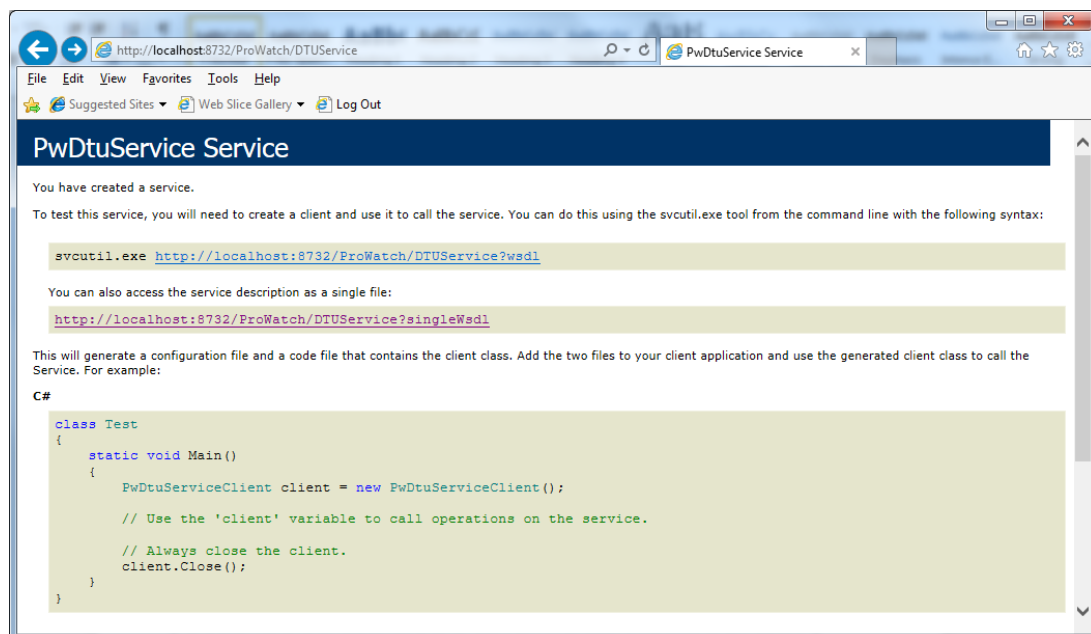 http://localhost:8732/ProWatch/DTUService
PwDtuService Service
File Edit View Favorites Tools Help
Suggested Sites Web Slice Gallery Log Out
PwDtuService Service
You have created a service.
To test this service, you will need to create a client and use it to call the service. You can do this using the svcutil.exe tool from the command line with the following syntax:
svcutil.exe http://localhost:8732/ProWatch/DTUService?wsdl
You can also access the service description as a single file:
http://localhost:8732/ProWatch/DTUService?singleWsdl
This will generate a configuration file and a code file that contains the client class. Add the two files to your client application and use the generated client class to call the
Service. For example:
C#
class Test
{
    static void Main()
    {
        PwDtuServiceClient client = new PwDtuServiceClient();
        // Use the 'client' variable to call operations on the service.
        // Always close the client.
        client.Close();
    }
}